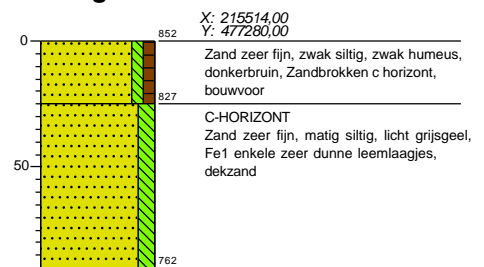 X: 215514,00
Y: 477280,00
0
852
Zand zeer fijn, zwak siltig, zwak humeus,
donkerbruin, Zandbrokken c horizont,
bouwvoor
827
C-HORIZONT
Zand zeer fijn, matig siltig, licht grijsgeel,
Fe1 enkele zeer dunne leemlaagjes,
dekzand
50
762